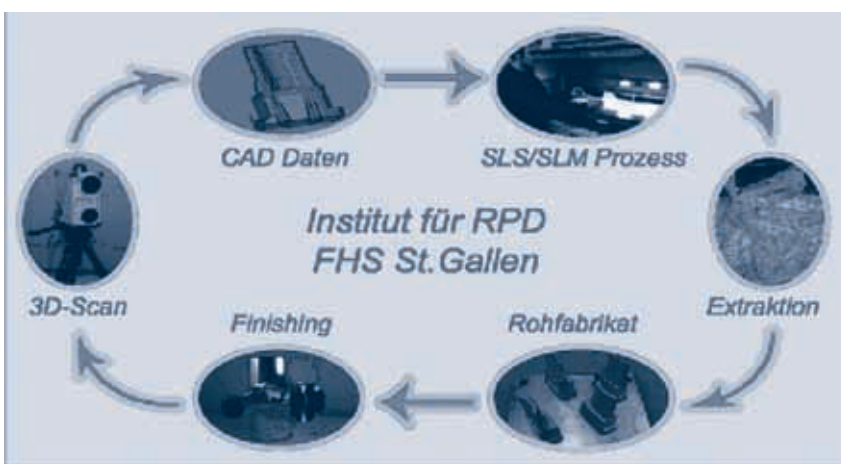 CAD Daten
SLS/SLM Prozess
Institut für RPD
FHS St.Gallen
3D-Scan
Extraktion
Finishing
Rohfabrikat